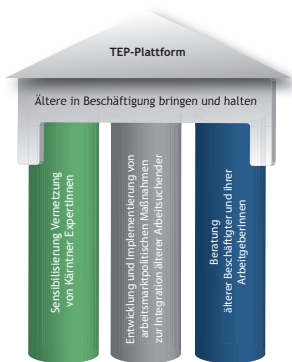 TEP-Plattform
Ältere in Beschäftigung bringen und halten
Sensibilisierung Vernetzung
von Kärntner ExpertInnen
Entwicklung und Implementierung von
arbeitsmarktpolitischen Maßnahmen
zur Integration älterer Arbeitsuchender
Beratung
älterer Beschäftigter und ihrer
ArbeitgeberInnen